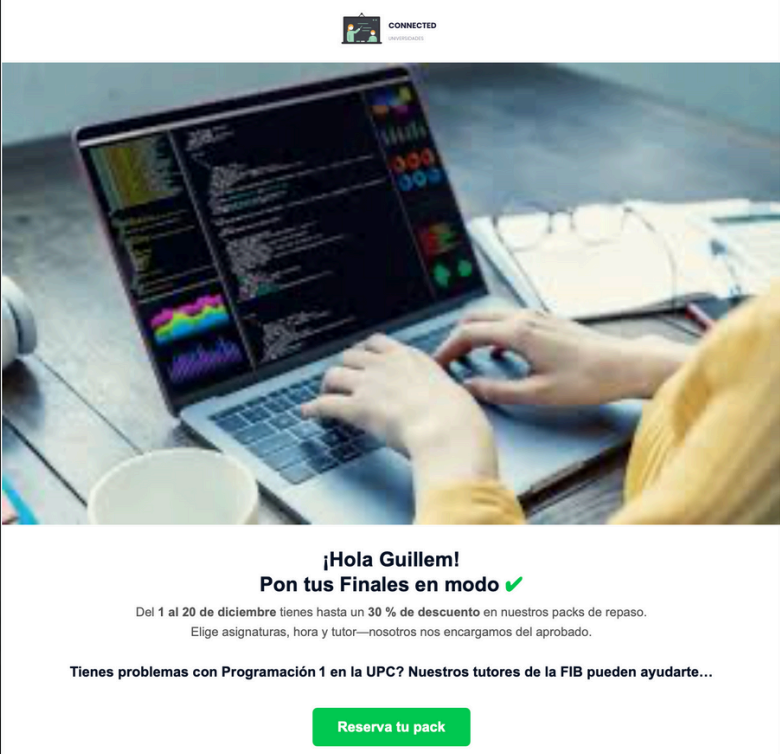 CONNECTED
UNIVERSIDADES
¡Hola Guillem!
Pon tus Finales en modo ✔
Del 1 al 20 de diciembre tienes hasta un 30 % de descuento en nuestros packs de repaso.
Elige asignaturas, hora y tutor—nosotros nos encargamos del aprobado.
Tienes problemas con Programación 1 en la UPC? Nuestros tutores de la FIB pueden ayudarte…
Reserva tu pack